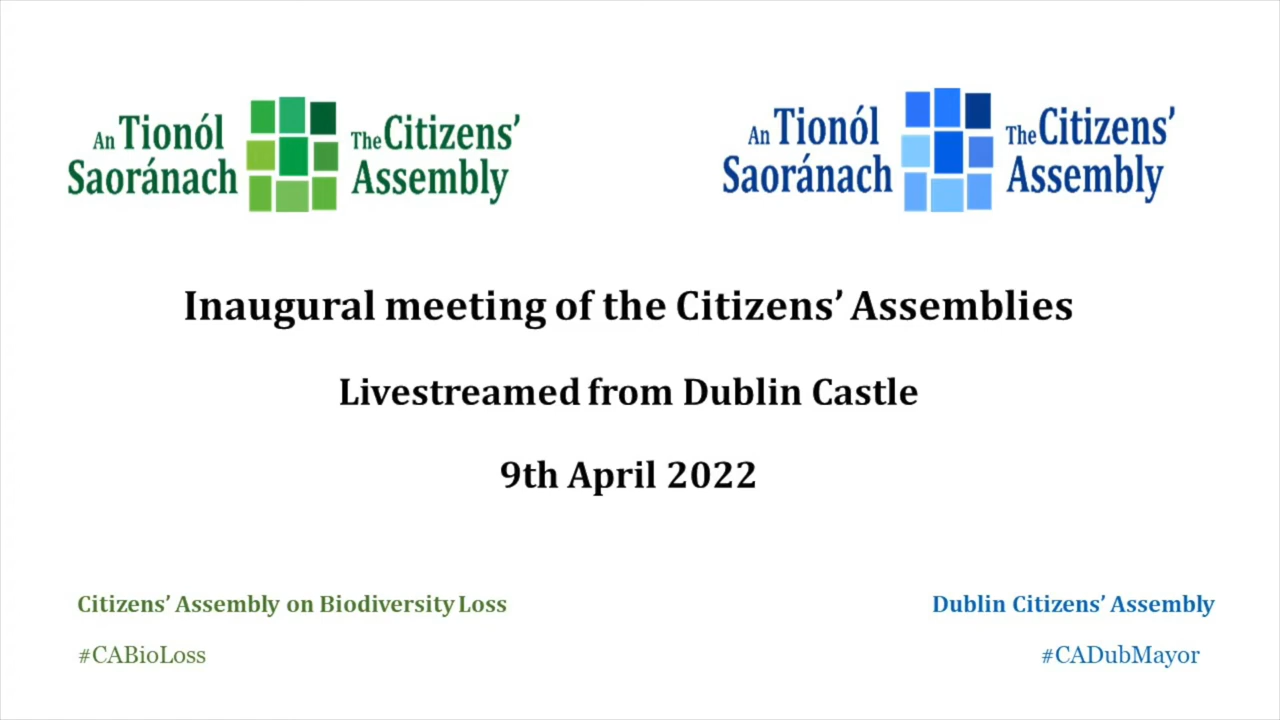 An Tionól
Saoránach
The Citizens’
Assembly
An Tionól
Saoránach
The Citizens’
Assembly
Inaugural meeting of the Citizens’ Assemblies
Livestreamed from Dublin Castle
9th April 2022
Citizens’ Assembly on Biodiversity Loss
#CABioLoss
Dublin Citizens’ Assembly
#CADubMayor